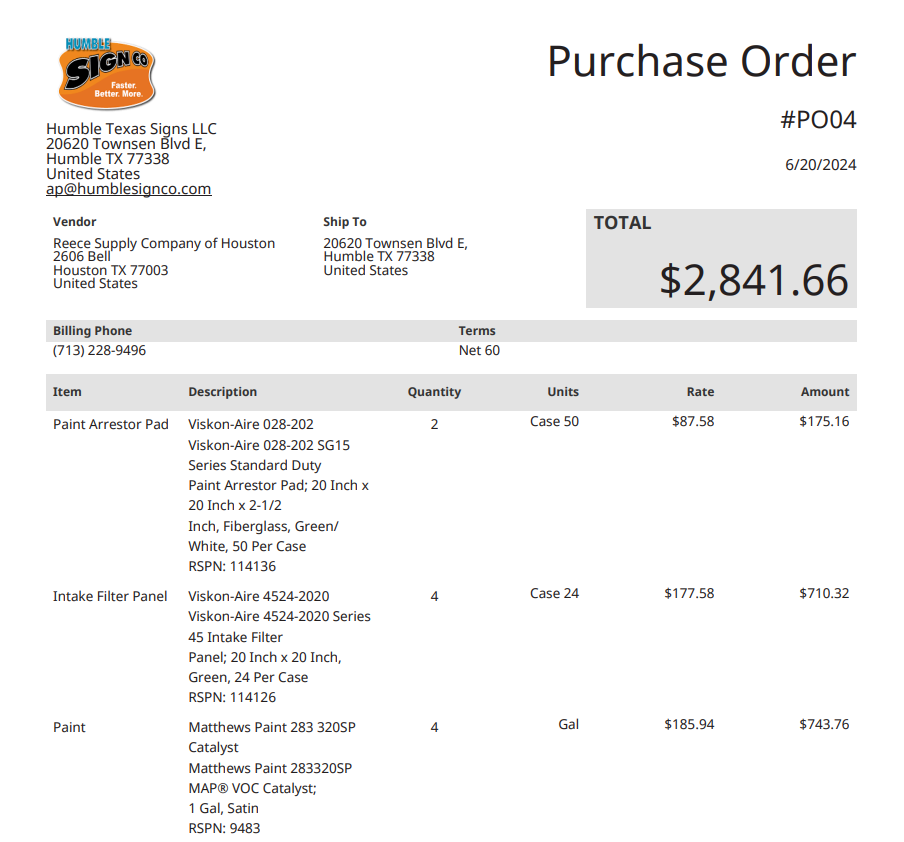 HUMBLE
SIGN CO
Faster.
Better. More.
Purchase Order
#PO04
6/20/2024
Humble Texas Signs LLC
20620 Townsen Blvd E,
Humble TX 77338
United States
ap@humblesignco.com
Vendor
Reece Supply Company of Houston
2606 Bell
Houston TX 77003
United States
Ship To
20620 Townsen Blvd E,
Humble TX 77338
United States
TOTAL
$2,841.66
Billing Phone Terms
(713) 228-9496 Net 60
Item Description Quantity Units Rate Amount
Paint Arrestor Pad Viskon-Aire 028-202 2 Case 50 $87.58 $175.16
Viskon-Aire 028-202 SG15
Series Standard Duty
Paint Arrestor Pad; 20 Inch x
20 Inch x 2-1/2
Inch, Fiberglass, Green/
White, 50 Per Case
RSPN: 114136
Intake Filter Panel Viskon-Aire 4524-2020 4 Case 24 $177.58 $710.32
Viskon-Aire 4524-2020 Series
45 Intake Filter
Panel; 20 Inch x 20 Inch,
Green, 24 Per Case
RSPN: 114126
Paint Matthews Paint 283 320SP 4 Gal $185.94 $743.76
Catalyst
Matthews Paint 283320SP
MAP® VOC Catalyst;
1 Gal, Satin
RSPN: 9483